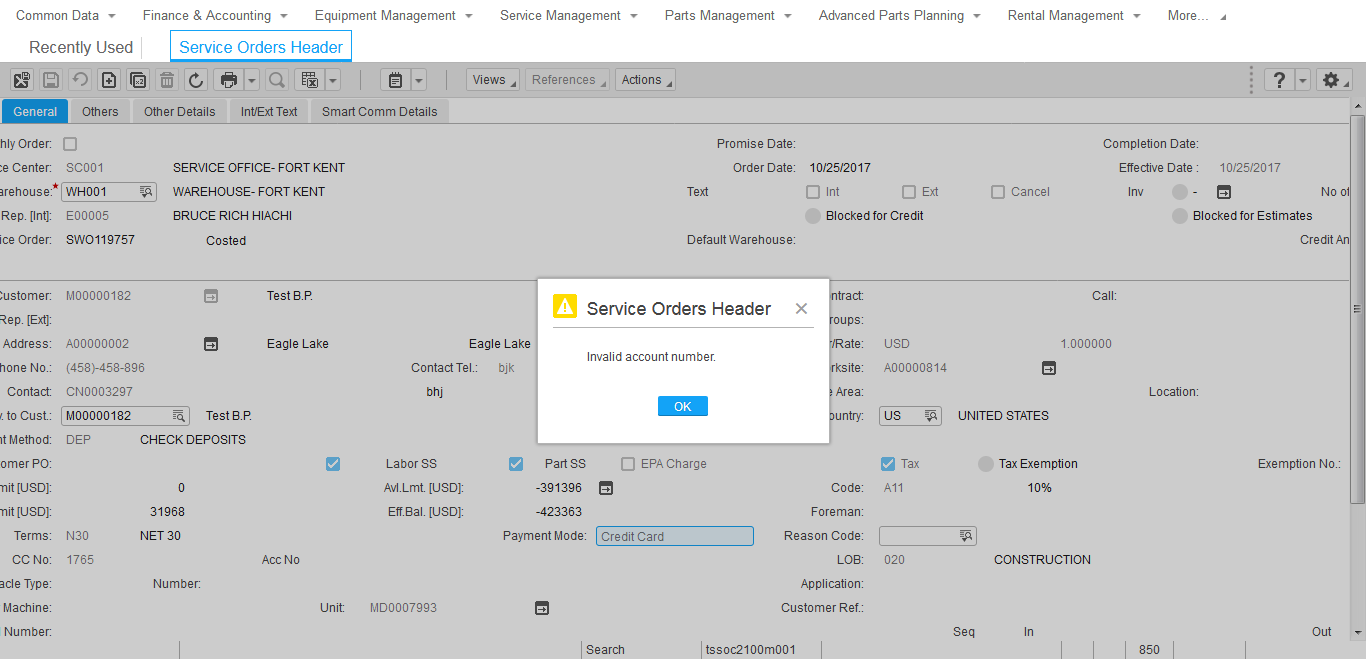 Common Data Finance & Accounting Equipment Management Service Management Parts Management Advanced Parts Planning Rental Management More...
Recently Used Service Orders Header
Views References Actions ?
General Others Other Details Int/Ext Text Smart Comm Details
hly Order: Promise Date: Completion Date:
ce Center: SC001 SERVICE OFFICE- FORT KENT Order Date: 10/25/2017 Effective Date : 10/25/2017
arehouse:* WH001 WAREHOUSE- FORT KENT Text Int Ext Cancel Inv - No of
Rep. [Int]: E00005 BRUCE RICH HIACHI Blocked for Credit Blocked for Estimates
ice Order: SWO119757 Costed Default Warehouse: Credit An
Customer: M00000182 Test B.P. ntract: Call:
Rep. [Ext]: roups:
Address: A00000002 Eagle Lake Eagle Lake r/Rate: USD 1.000000
hone No.: (458)-458-896 Contact Tel.: bjk rksite: A00000814
Contact: CN0003297 bhj e Area: Location:
y. to Cust.: M00000182 Test B.P. ountry: US UNITED STATES
nt Method: DEP CHECK DEPOSITS
Service Orders Header
Invalid account number.
OK
omer PO: Labor SS Part SS EPA Charge Tax Tax Exemption Exemption No.:
mit [USD]: 0 Avl.Lmt. [USD]: -391396 Code: A11 10%
mit [USD]: 31968 Eff.Bal. [USD]: -423363 Foreman:
Terms: N30 NET 30 Payment Mode: Credit Card Reason Code:
CC No: 1765 Acc No LOB: 020 CONSTRUCTION
acle Type: Number: Application:
Machine: Unit: MD0007993 Customer Ref.:
l Number: Seq In Out
Search tssoc2100m001 850